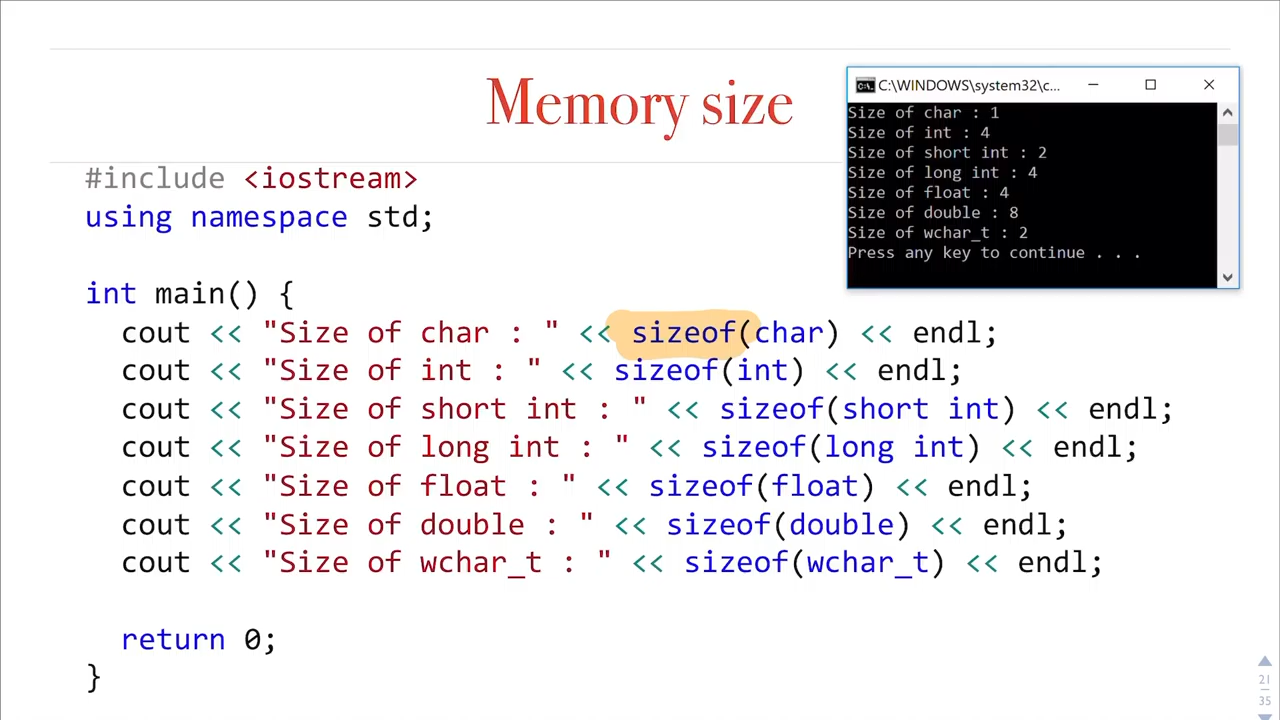 Memory size
C:\WINDOWS\system32\c...
Size of char : 1
Size of int : 4
Size of short int : 2
Size of long int : 4
Size of float : 4
Size of double : 8
Size of wchar_t : 2
Press any key to continue . . .
#include <iostream>
using namespace std;
int main() {
cout << "Size of char : " << sizeof(char) << endl;
cout << "Size of int : " << sizeof(int) << endl;
cout << "Size of short int : " << sizeof(short int) << endl;
cout << "Size of long int : " << sizeof(long int) << endl;
cout << "Size of float : " << sizeof(float) << endl;
cout << "Size of double : " << sizeof(double) << endl;
cout << "Size of wchar_t : " << sizeof(wchar_t) << endl;
return 0;
}
21
35